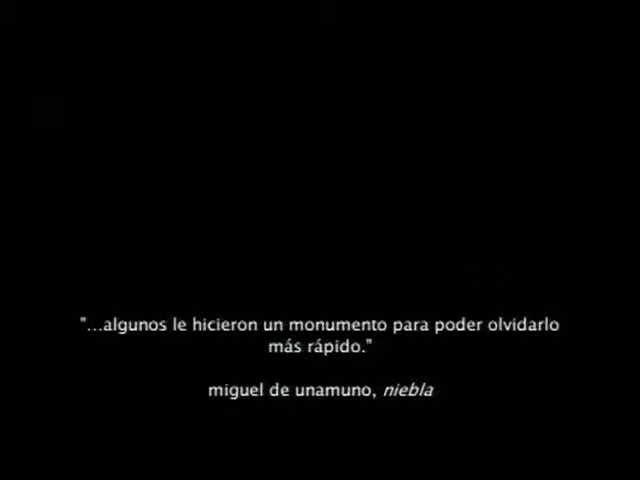 "...algunos le hicieron un monumento para poder olvidarlo
más rápido."
miguel de unamuno, niebla